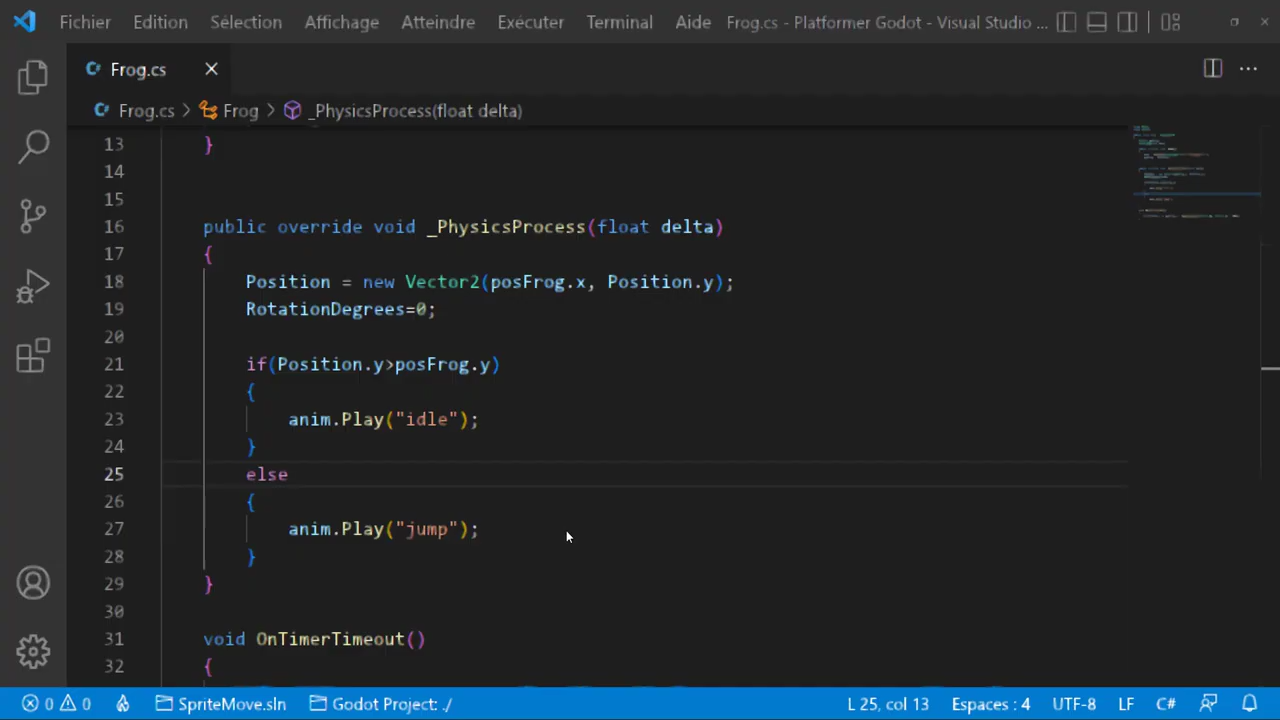 Fichier Edition Sélection Affichage Atteindre Exécuter Terminal Aide Frog.cs - Platformer Godot - Visual Studio ...
Frog.cs
Frog.cs > Frog > _PhysicsProcess(float delta)
13 }
14
15
16 public override void _PhysicsProcess(float delta)
17 {
18 Position = new Vector2(posFrog.x, Position.y);
19 RotationDegrees=0;
20
21 if(Position.y>posFrog.y)
22 {
23 anim.Play("idle");
24 }
25 else
26 {
27 anim.Play("jump");
28 }
29 }
30
31 void OnTimerTimeout()
32 {
0 0 SpriteMove.sln Godot Project: ./ L 25, col 13 Espaces : 4 UTF-8 LF C#